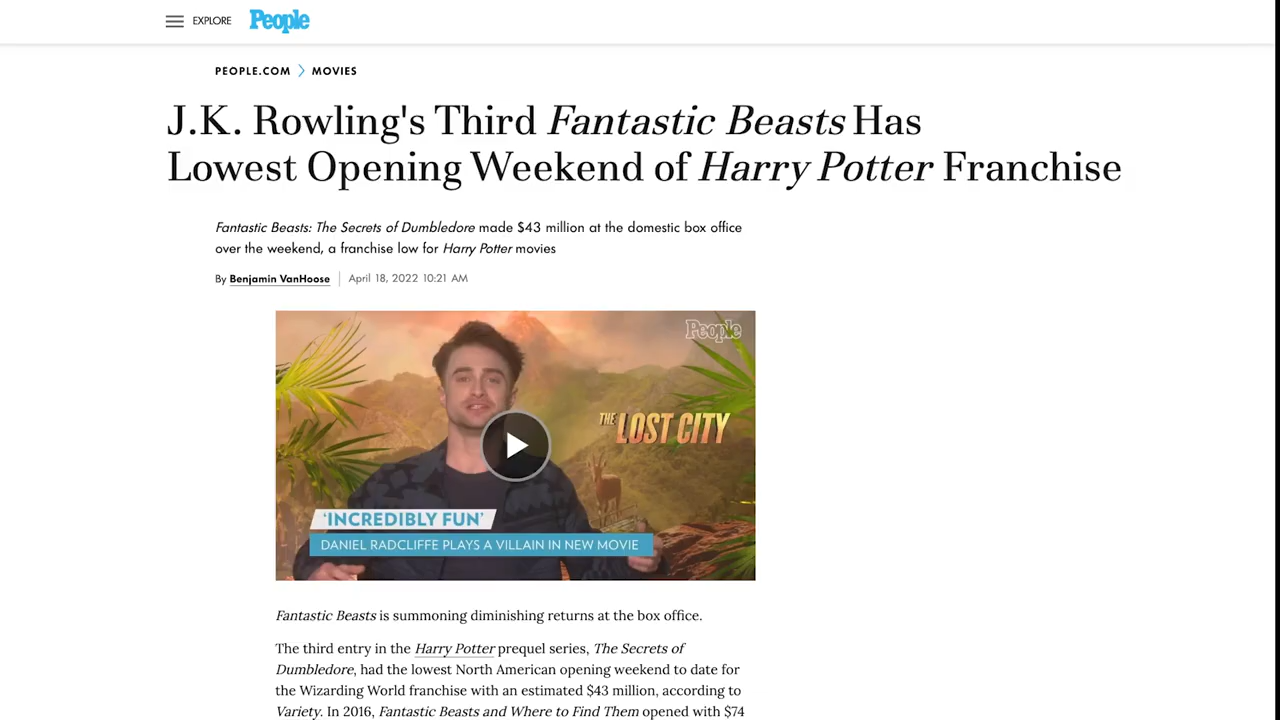 EXPLORE People
PEOPLE.COM > MOVIES
J.K. Rowling's Third Fantastic Beasts Has
Lowest Opening Weekend of Harry Potter Franchise
Fantastic Beasts: The Secrets of Dumbledore made $43 million at the domestic box office
over the weekend, a franchise low for Harry Potter movies
By Benjamin VanHoose | April 18, 2022 10:21 AM
People
THE LOST CITY
'INCREDIBLY FUN'
DANIEL RADCLIFFE PLAYS A VILLAIN IN NEW MOVIE
Fantastic Beasts is summoning diminishing returns at the box office.
The third entry in the Harry Potter prequel series, The Secrets of
Dumbledore, had the lowest North American opening weekend to date for
the Wizarding World franchise with an estimated $43 million, according to
Variety. In 2016, Fantastic Beasts and Where to Find Them opened with $74